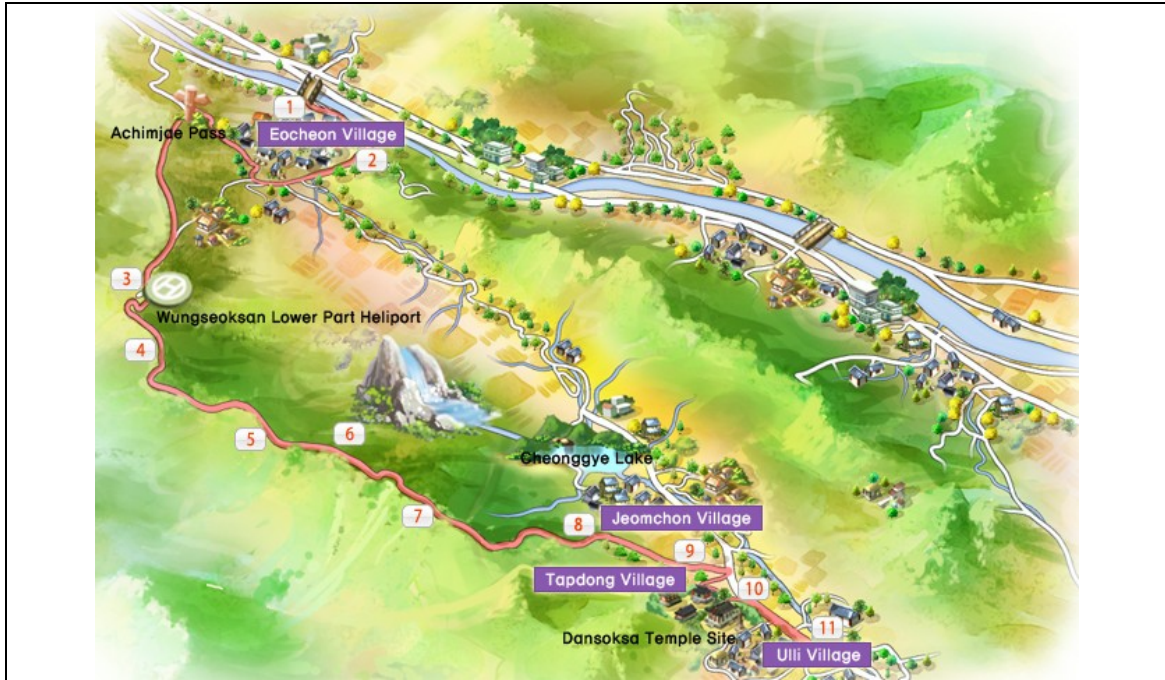 1
Achimjae Pass
Eocheon Village
2
3
Wungseoksan Lower Part Heliport
4
5
6
Cheonggye Lake
7
8
Jeomchon Village
9
Tapdong Village
10
Dansoksa Temple Site
11
Ulli Village